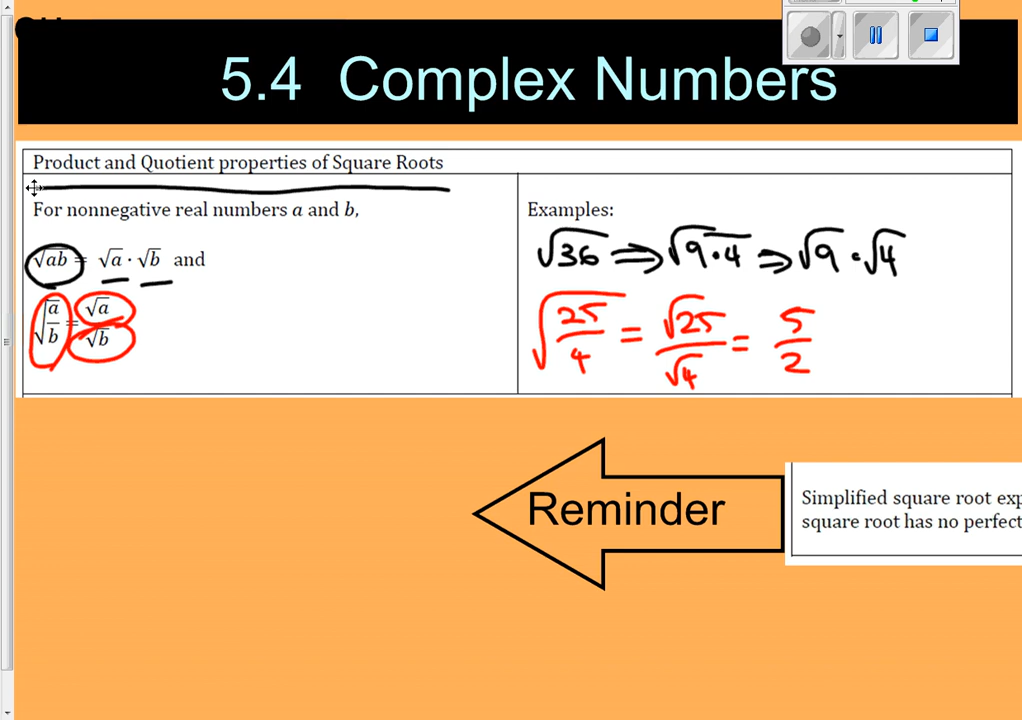 5.4 Complex Numbers
Product and Quotient properties of Square Roots
For nonnegative real numbers a and b,
√ab = √a · √b and
√(a/b) = √a/√b
Examples:
√36 ⇒ √9·4 ⇒ √9 · √4
√(25/4) = √25/√4 = 5/2
Reminder
Simplified square root exp
square root has no perfect